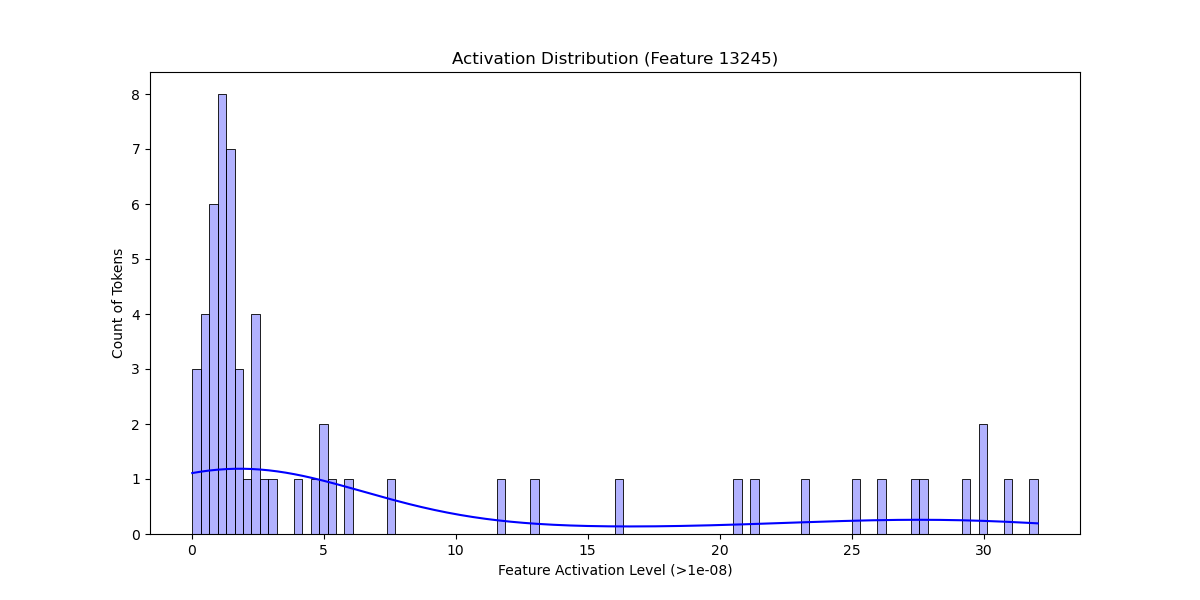 Activation Distribution (Feature 13245)
8
7
6
5
4
3
2
1
0
Count of Tokens
0 5 10 15 20 25 30
Feature Activation Level (>1e-08)